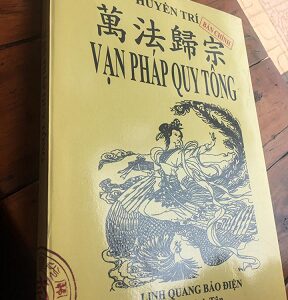 HUYỀN TRÍ
BẢN CHÍNH
萬法歸宗
VẠN PHÁP QUY TÔNG
LINH QUANG BẢO ĐIỆN